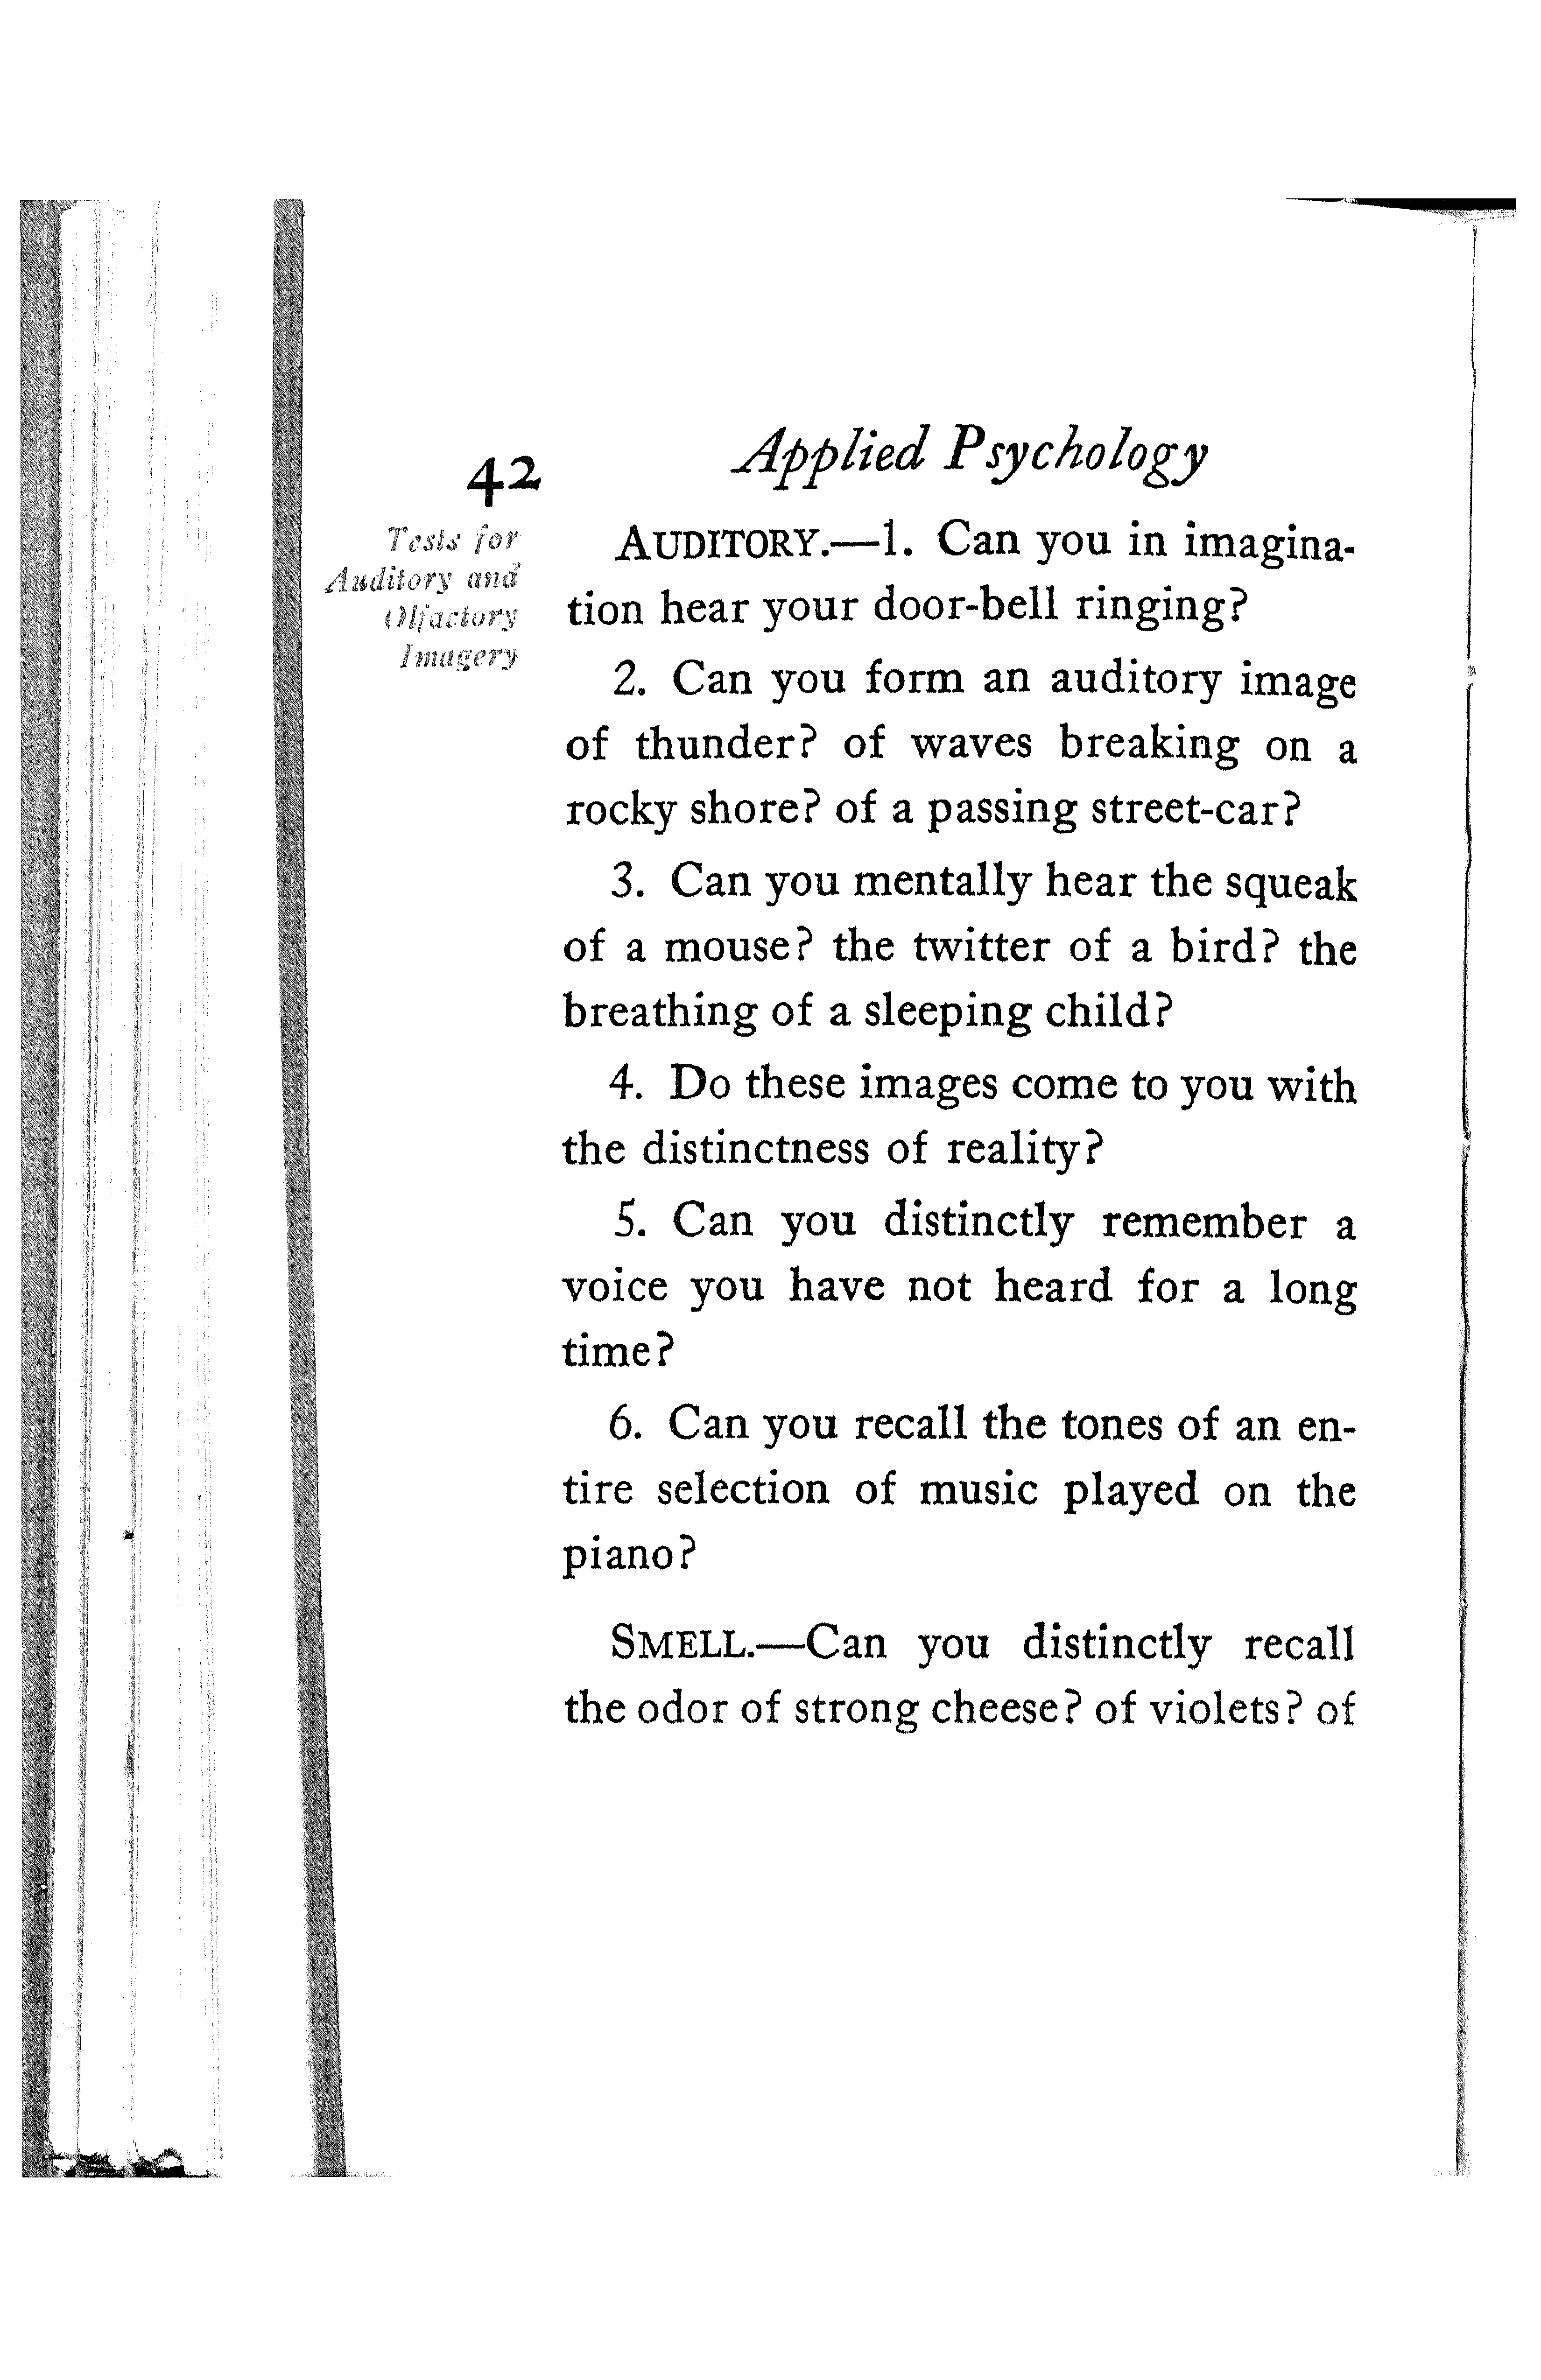 42
Applied Psychology
Tests for
Auditory and
Olfactory
Imagery
AUDITORY.—1. Can you in imagina-
tion hear your door-bell ringing?
2. Can you form an auditory image
of thunder? of waves breaking on a
rocky shore? of a passing street-car?
3. Can you mentally hear the squeak
of a mouse? the twitter of a bird? the
breathing of a sleeping child?
4. Do these images come to you with
the distinctness of reality?
5. Can you distinctly remember a
voice you have not heard for a long
time?
6. Can you recall the tones of an en-
tire selection of music played on the
piano?
SMELL.—Can you distinctly recall
the odor of strong cheese? of violets? of